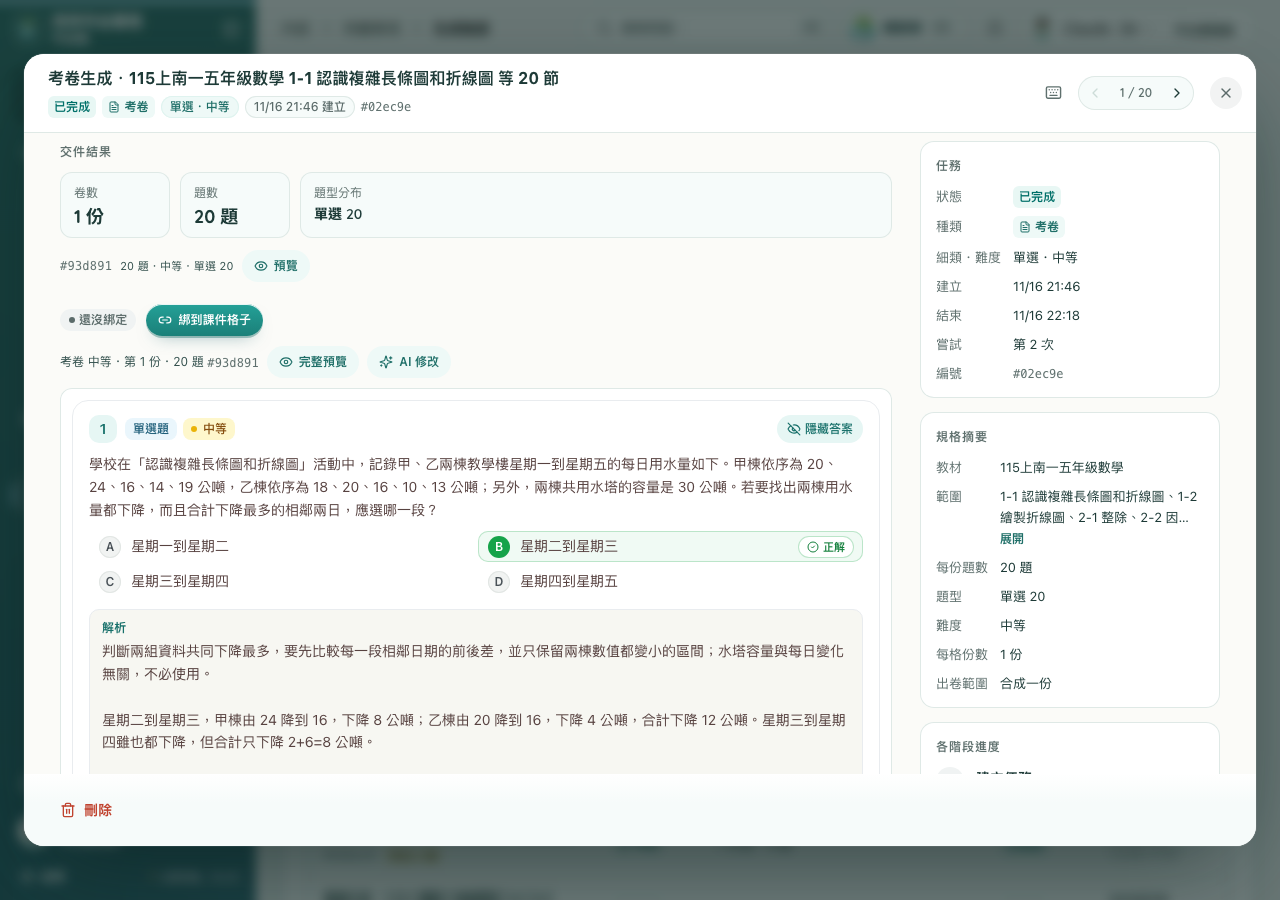 考卷生成 · 115上南一五年級數學 1-1 認識複雜長條圖和折線圖 等 20 節
已完成 考卷 單選 · 中等 11/16 21:46 建立 #02ec9e
1 / 20
交件結果
卷數
1 份
題數
20 題
題型分布
單選 20
#93d891 20 題 · 中等 · 單選 20 預覽
還沒綁定 綁到課件格子
考卷 中等 · 第 1 份 · 20 題 #93d891 完整預覽 AI 修改
1 單選題 中等 隱藏答案
學校在「認識複雜長條圖和折線圖」活動中，記錄甲、乙兩棟教學樓星期一到星期五的每日用水量如下。甲棟依序為 20、
24、16、14、19 公噸，乙棟依序為 18、20、16、10、13 公噸；另外，兩棟共用水塔的容量是 30 公噸。若要找出兩棟用水
量都下降，而且合計下降最多的相鄰兩日，應選哪一段？
A 星期一到星期二
B 星期二到星期三 正解
C 星期三到星期四
D 星期四到星期五
解析
判斷兩組資料共同下降最多，要先比較每一段相鄰日期的前後差，並只保留兩棟數值都變小的區間；水塔容量與每日變化
無關，不必使用。
星期二到星期三，甲棟由 24 降到 16，下降 8 公噸；乙棟由 20 降到 16，下降 4 公噸，合計下降 12 公噸。星期三到星期
四雖也都下降，但合計只下降 2+6=8 公噸。
任務
狀態 已完成
種類 考卷
細類 · 難度 單選 · 中等
建立 11/16 21:46
結束 11/16 22:18
嘗試 第 2 次
編號 #02ec9e
規格摘要
教材 115上南一五年級數學
範圍 1-1 認識複雜長條圖和折線圖、1-2
繪製折線圖、2-1 整除、2-2 因...
展開
每份題數 20 題
題型 單選 20
難度 中等
每格份數 1 份
出卷範圍 合成一份
各階段進度
刪除